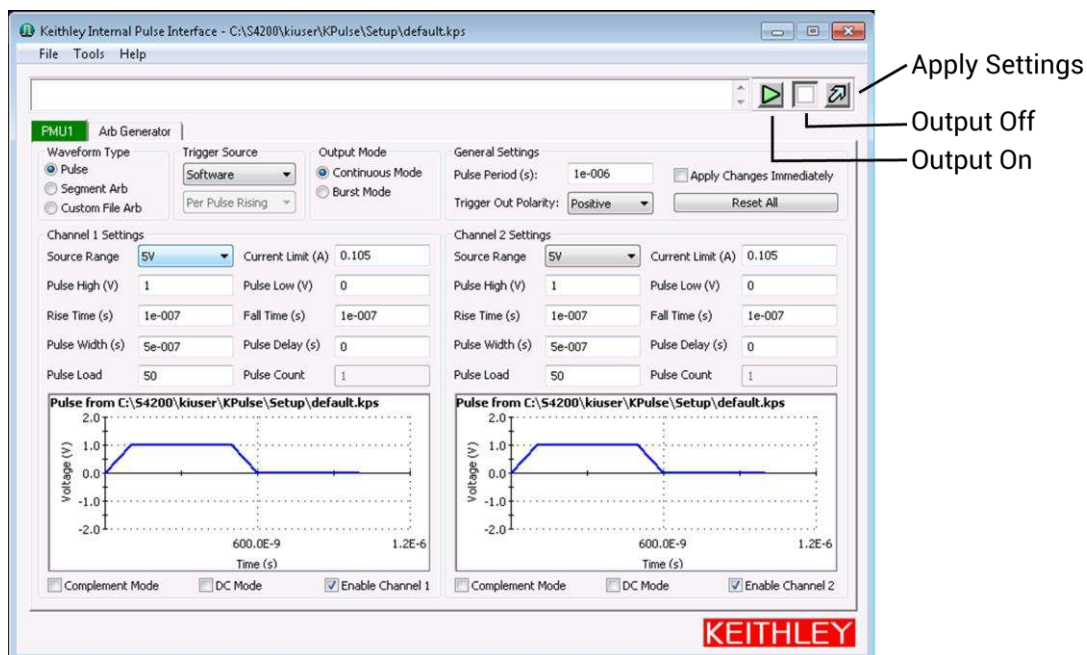 Keithley Internal Pulse Interface - C:\S4200\kiuser\KPulse\Setup\default.kps
File Tools Help
Apply Settings
Output Off
Output On
PMU1 Arb Generator
Waveform Type
Pulse
Segment Arb
Custom File Arb
Trigger Source
Software
Per Pulse Rising
Output Mode
Continuous Mode
Burst Mode
General Settings
Pulse Period (s): 1e-006
Apply Changes Immediately
Trigger Out Polarity: Positive
Reset All
Channel 1 Settings
Source Range 5V Current Limit (A) 0.105
Pulse High (V) 1 Pulse Low (V) 0
Rise Time (s) 1e-007 Fall Time (s) 1e-007
Pulse Width (s) 5e-007 Pulse Delay (s) 0
Pulse Load 50 Pulse Count 1
Pulse from C:\S4200\kiuser\KPulse\Setup\default.kps
Voltage (V)
2.0
1.0
0.0
-1.0
-2.0
600.0E-9 1.2E-6
Time (s)
Complement Mode DC Mode Enable Channel 1
Channel 2 Settings
Source Range 5V Current Limit (A) 0.105
Pulse High (V) 1 Pulse Low (V) 0
Rise Time (s) 1e-007 Fall Time (s) 1e-007
Pulse Width (s) 5e-007 Pulse Delay (s) 0
Pulse Load 50 Pulse Count 1
Pulse from C:\S4200\kiuser\KPulse\Setup\default.kps
Voltage (V)
2.0
1.0
0.0
-1.0
-2.0
600.0E-9 1.2E-6
Time (s)
Complement Mode DC Mode Enable Channel 2
KEITHLEY